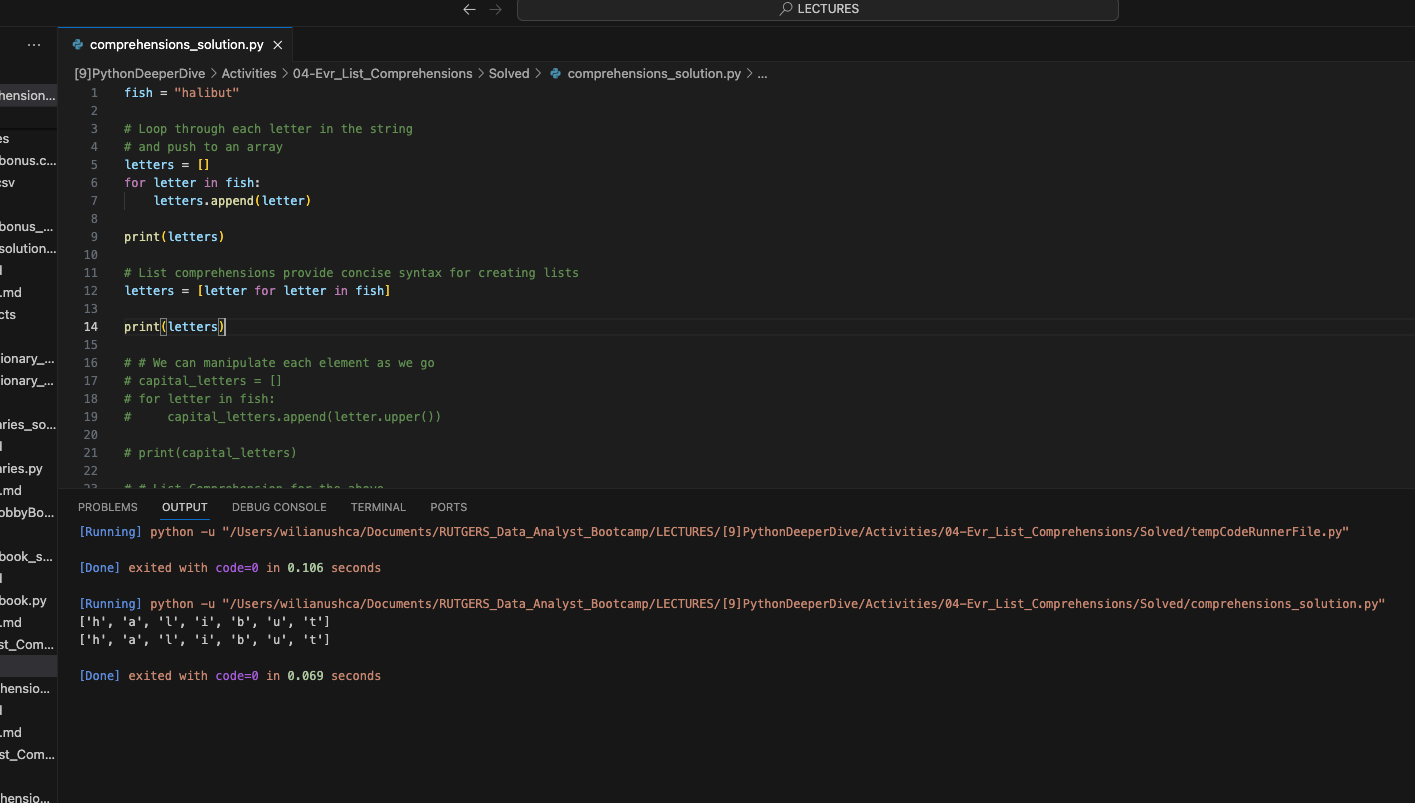 LECTURES
comprehensions_solution.py
[9]PythonDeeperDive > Activities > 04-Evr_List_Comprehensions > Solved > comprehensions_solution.py > ...
hension...
es
bonus.c...
sv
bonus_...
solution...
.md
cts
ionary_...
ionary_...
aries_so...
aries.py
.md
obbyBo...
book_s...
book.py
.md
st_Com...
hensio...
.md
st_Com...
hensio...
1 fish = "halibut"
2
3 # Loop through each letter in the string
4 # and push to an array
5 letters = []
6 for letter in fish:
7     letters.append(letter)
8
9 print(letters)
10
11 # List comprehensions provide concise syntax for creating lists
12 letters = [letter for letter in fish]
13
14 print(letters)
15
16 # # We can manipulate each element as we go
17 # capital_letters = []
18 # for letter in fish:
19 #     capital_letters.append(letter.upper())
20
21 # print(capital_letters)
22
23 # # List Comprehension for the above
PROBLEMS OUTPUT DEBUG CONSOLE TERMINAL PORTS
[Running] python -u "/Users/wilianushca/Documents/RUTGERS_Data_Analyst_Bootcamp/LECTURES/[9]PythonDeeperDive/Activities/04-Evr_List_Comprehensions/Solved/tempCodeRunnerFile.py"
[Done] exited with code=0 in 0.106 seconds
[Running] python -u "/Users/wilianushca/Documents/RUTGERS_Data_Analyst_Bootcamp/LECTURES/[9]PythonDeeperDive/Activities/04-Evr_List_Comprehensions/Solved/comprehensions_solution.py"
['h', 'a', 'l', 'i', 'b', 'u', 't']
['h', 'a', 'l', 'i', 'b', 'u', 't']
[Done] exited with code=0 in 0.069 seconds